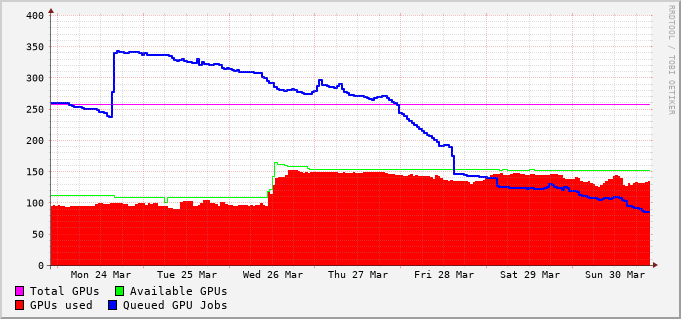 400
350
300
250
200
150
100
50
0
Mon 24 Mar Tue 25 Mar Wed 26 Mar Thu 27 Mar Fri 28 Mar Sat 29 Mar Sun 30 Mar
Total GPUs Available GPUs
GPUs used Queued GPU Jobs
RRDTOOL / TOBI OETIKER